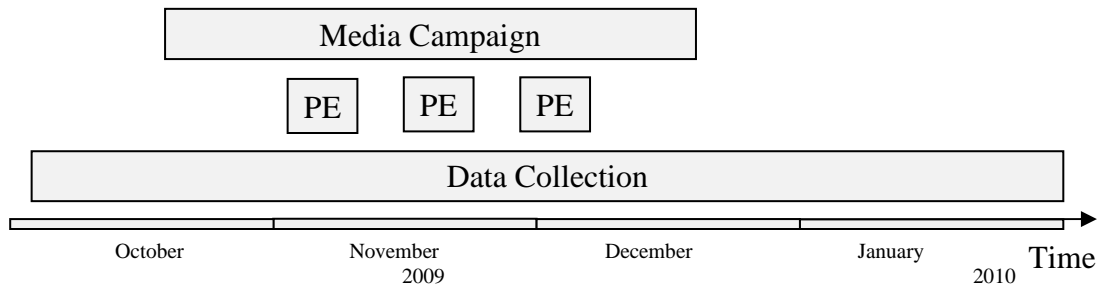 Media Campaign
PE PE PE
Data Collection
October November December January Time
2009 2010